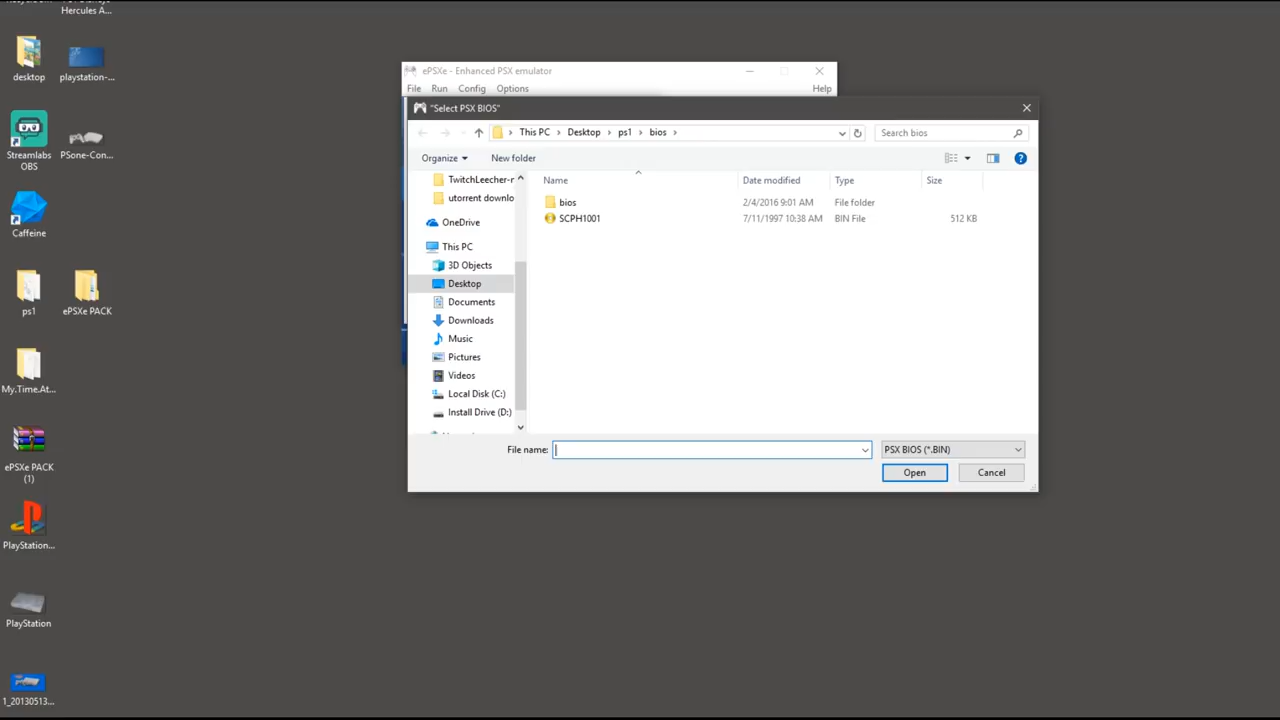 Hercules A...
desktop
playstation-...
Streamlabs
OBS
PSone-Con...
Caffeine
ps1
ePSXe PACK
My.Time.At...
ePSXe PACK
(1)
PlayStation...
PlayStation
1_20130513...
ePSXe - Enhanced PSX emulator
File Run Config Options Help
"Select PSX BIOS"
This PC > Desktop > ps1 > bios >
Search bios
Organize New folder
Name Date modified Type Size
bios 2/4/2016 9:01 AM File folder
SCPH1001 7/11/1997 10:38 AM BIN File 512 KB
TwitchLeecher-r
utorrent downlo
OneDrive
This PC
3D Objects
Desktop
Documents
Downloads
Music
Pictures
Videos
Local Disk (C:)
Install Drive (D:)
File name:
PSX BIOS (*.BIN)
Open Cancel